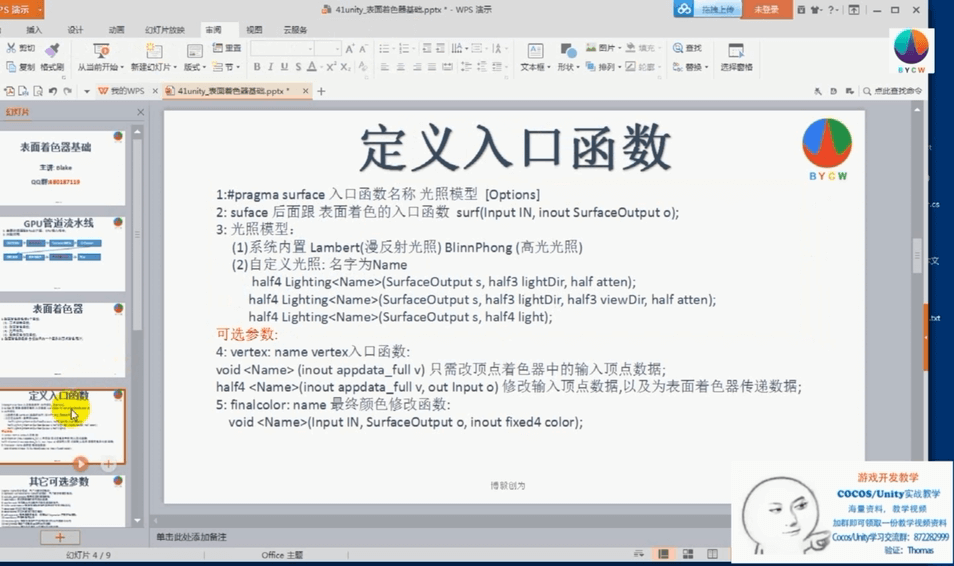 41unity_表面着色器基础.pptx * - WPS 演示
拖拽上传
未登录
插入 设计 动画 幻灯片放映 审阅 视图 云服务
剪切
复制 格式刷
从当前开始
新建幻灯片
版式
重置
节
B I U S A
文本框
形状
图片
排列
填充
轮廓
查找
替换
选择窗格
BYCW
我的WPS
41unity_表面着色器基础.pptx *
点此查找命令
幻灯片
表面着色器基础
主讲: Blake
GPU管道流水线
表面着色器
定义入口函数
其它可选参数
定义入口函数
BYCW
1:#pragma surface 入口函数名称 光照模型 [Options]
2: suface 后面跟 表面着色的入口函数 surf(Input IN, inout SurfaceOutput o);
3: 光照模型:
(1)系统内置 Lambert(漫反射光照) BlinnPhong (高光光照)
(2)自定义光照: 名字为Name
half4 Lighting<Name>(SurfaceOutput s, half3 lightDir, half atten);
half4 Lighting<Name>(SurfaceOutput s, half3 lightDir, half3 viewDir, half atten);
half4 Lighting<Name>(SurfaceOutput s, half4 light);
可选参数:
4: vertex: name vertex入口函数:
void <Name> (inout appdata_full v) 只需改顶点着色器中的输入顶点数据;
half4 <Name>(inout appdata_full v, out Input o) 修改输入顶点数据,以及为表面着色器传递数据;
5: finalcolor: name 最终颜色修改函数:
void <Name>(Input IN, SurfaceOutput o, inout fixed4 color);
博毅创为
单击此处添加备注
幻灯片 4 / 9
Office 主题
.cs
.txt
游戏开发教学
COCOS/Unity实战教学
海量资料, 教学视频
加群即可领取一份教学视频资料
Cocos/Unity学习交流群: 872282999
验证: Thomas